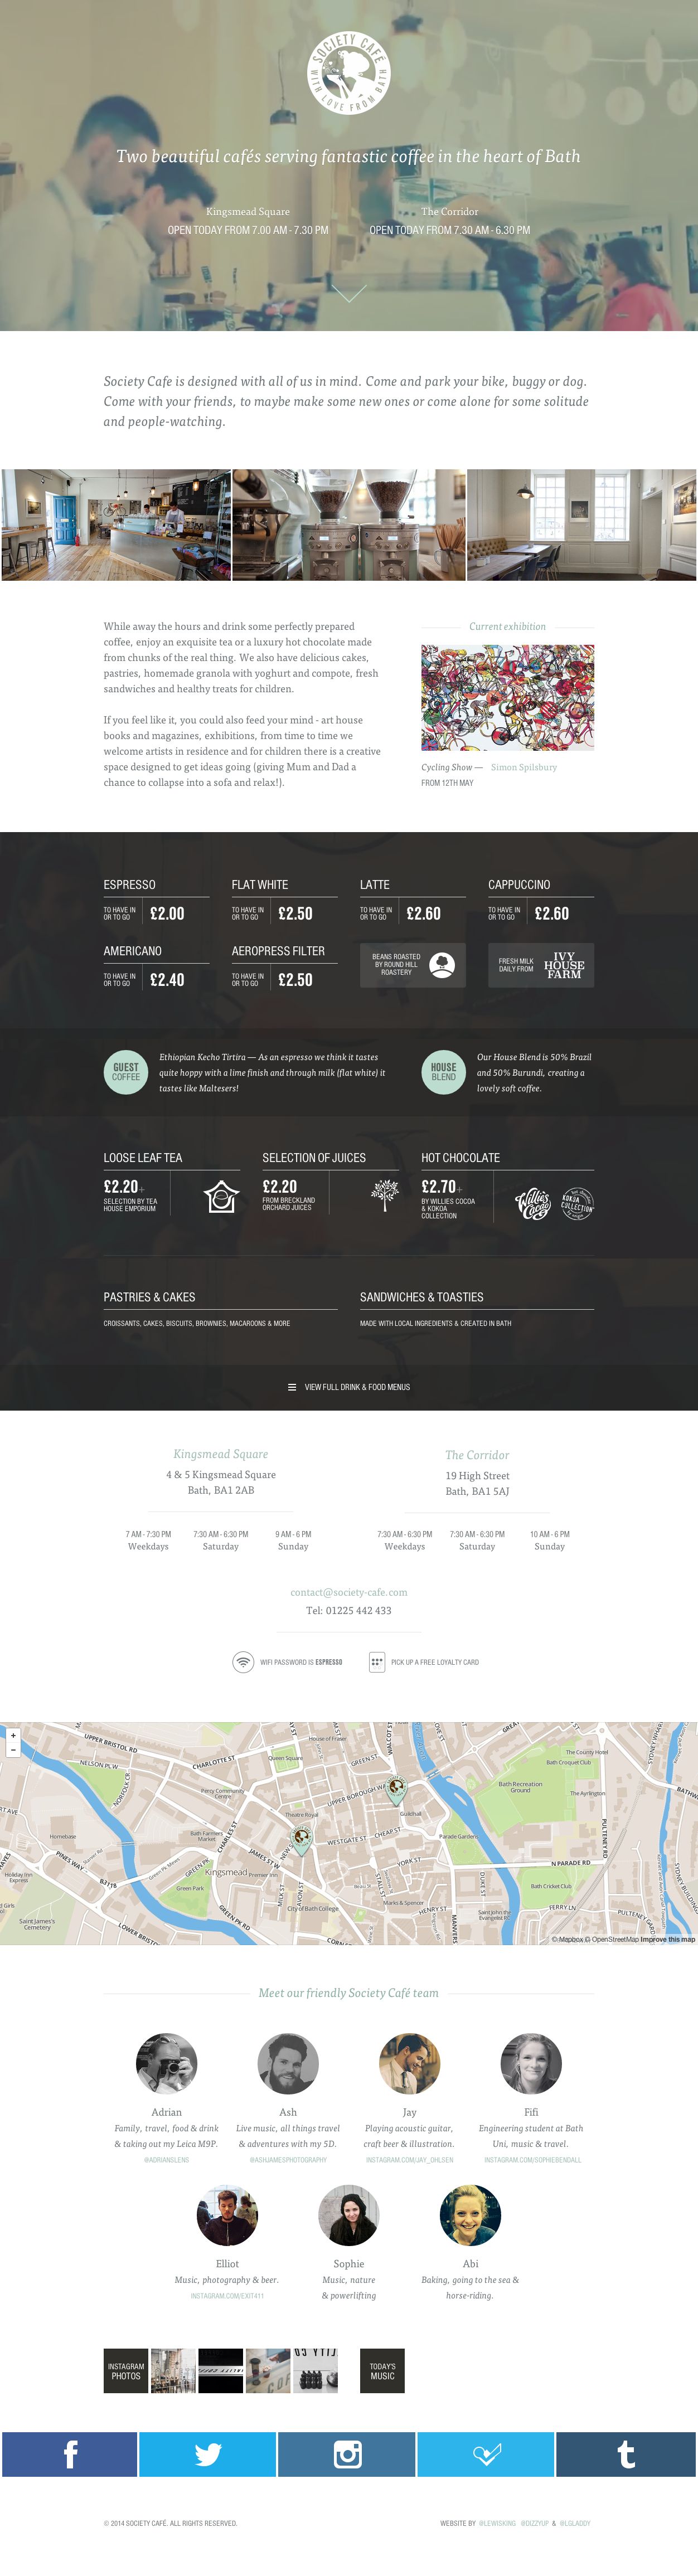 SOCIETY CAFÉ
WITH LOVE FROM BATH
Two beautiful cafés serving fantastic coffee in the heart of Bath
Kingsmead Square
OPEN TODAY FROM 7.00 AM - 7.30 PM
The Corridor
OPEN TODAY FROM 7.30 AM - 6.30 PM
Society Cafe is designed with all of us in mind. Come and park your bike, buggy or dog.
Come with your friends, to maybe make some new ones or come alone for some solitude
and people-watching.
While away the hours and drink some perfectly prepared
coffee, enjoy an exquisite tea or a luxury hot chocolate made
from chunks of the real thing. We also have delicious cakes,
pastries, homemade granola with yoghurt and compote, fresh
sandwiches and healthy treats for children.
If you feel like it, you could also feed your mind - art house
books and magazines, exhibitions, from time to time we
welcome artists in residence and for children there is a creative
space designed to get ideas going (giving Mum and Dad a
chance to collapse into a sofa and relax!).
Current exhibition
Cycling Show — Simon Spilsbury
FROM 12TH MAY
ESPRESSO
TO HAVE IN
OR TO GO
£2.00
FLAT WHITE
TO HAVE IN
OR TO GO
£2.50
LATTE
TO HAVE IN
OR TO GO
£2.60
CAPPUCCINO
TO HAVE IN
OR TO GO
£2.60
AMERICANO
TO HAVE IN
OR TO GO
£2.40
AEROPRESS FILTER
TO HAVE IN
OR TO GO
£2.50
BEANS ROASTED
BY ROUND HILL
ROASTERY
FRESH MILK
DAILY FROM
IVY
HOUSE
FARM
GUEST
COFFEE
Ethiopian Kecho Tirtira — As an espresso we think it tastes
quite hoppy with a lime finish and through milk (flat white) it
tastes like Maltesers!
HOUSE
BLEND
Our House Blend is 50% Brazil
and 50% Burundi, creating a
lovely soft coffee.
LOOSE LEAF TEA
£2.20+
SELECTION BY TEA
HOUSE EMPORIUM
SELECTION OF JUICES
£2.20
FROM BRECKLAND
ORCHARD JUICES
HOT CHOCOLATE
£2.70+
BY WILLIES COCOA
& KOKOA
COLLECTION
Willie's
Cacao
KOKOA
COLLECTION
PASTRIES & CAKES
CROISSANTS, CAKES, BISCUITS, BROWNIES, MACAROONS & MORE
SANDWICHES & TOASTIES
MADE WITH LOCAL INGREDIENTS & CREATED IN BATH
VIEW FULL DRINK & FOOD MENUS
Kingsmead Square
4 & 5 Kingsmead Square
Bath, BA1 2AB
7 AM - 7:30 PM
Weekdays
7:30 AM - 6:30 PM
Saturday
9 AM - 6 PM
Sunday
The Corridor
19 High Street
Bath, BA1 5AJ
7:30 AM - 6:30 PM
Weekdays
7:30 AM - 6:30 PM
Saturday
10 AM - 6 PM
Sunday
contact@society-cafe.com
Tel: 01225 442 433
WIFI PASSWORD IS ESPRESSO
PICK UP A FREE LOYALTY CARD
+
−
UPPER BRISTOL RD
NELSON PL W
NORFOLK CR
CHARLOTTE ST
Queen Square
House of Fraser
GREEN ST
WALCOT ST
The County Hotel
Bath Croquet Club
Bath Recreation
Ground
The Ayrlington
SYDNEY WHARF
Percy Community
Centre
Theatre Royal
UPPER BOROUGH WA
Guildhall
Homebase
PINES WAY
Bath Farmers
Market
CHARLES ST
JAMES ST W
WESTGATE ST
CHEAP ST
Parade Gardens
PULTENEY RD
Holiday Inn
Express
B3118
GREEN PK
Kingsmead
Premier Inn
YORK ST
N PARADE RD
Green Park
MILK ST
AVON ST
STALL ST
Marks & Spencer
DUKE ST
Bath Cricket Club
SYDNEY BUILDINGS
Saint James's
Cemetery
LOWER BRISTOL
GREEN PK RD
City of Bath College
HENRY ST
MANVERS
Saint John the
Evangelist RC
FERRY LN
PULTENEY GARD
© Mapbox © OpenStreetMap Improve this map
Meet our friendly Society Café team
Adrian
Family, travel, food & drink
& taking out my Leica M9P.
@ADRIANSLENS
Ash
Live music, all things travel
& adventures with my 5D.
@ASHJAMESPHOTOGRAPHY
Jay
Playing acoustic guitar,
craft beer & illustration.
INSTAGRAM.COM/JAY_OHLSEN
Fifi
Engineering student at Bath
Uni, music & travel.
INSTAGRAM.COM/SOPHIEBENDALL
Elliot
Music, photography & beer.
INSTAGRAM.COM/EXIT411
Sophie
Music, nature
& powerlifting
Abi
Baking, going to the sea &
horse-riding.
INSTAGRAM
PHOTOS
TODAY'S
MUSIC
© 2014 SOCIETY CAFÉ. ALL RIGHTS RESERVED.
WEBSITE BY @LEWISKING @DIZZYUP & @LGLADDY